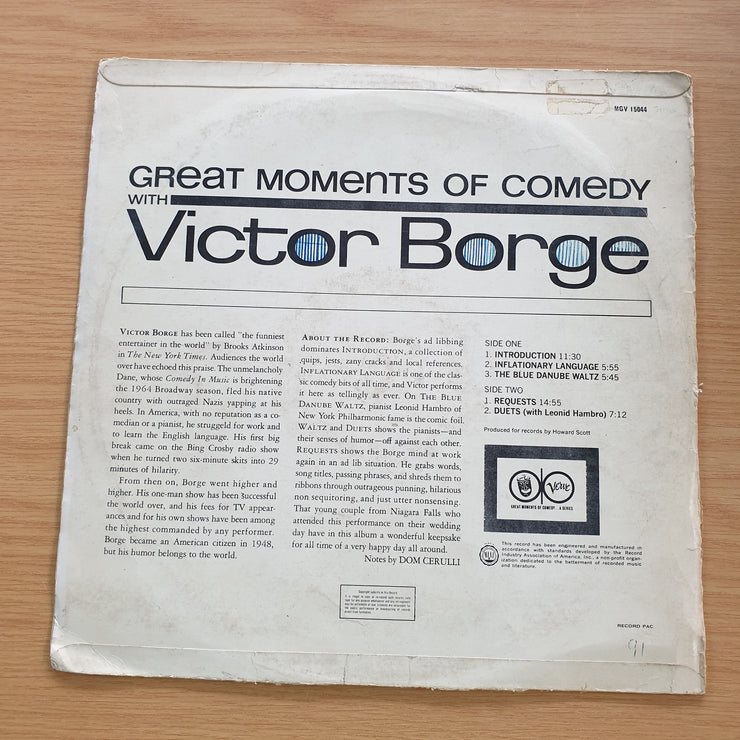 MGV 15044
GREAT MOMENTS OF COMEDY
WITH
Victor Borge
VICTOR BORGE has been called "the funniest
entertainer in the world" by Brooks Atkinson
in The New York Times. Audiences the world
over have echoed this praise. The unmelancholy
Dane, whose Comedy In Music is brightening
the 1964 Broadway season, fled his native
country with outraged Nazis yapping at his
heels. In America, with no reputation as a co-
median or a pianist, he struggeld for work and
to learn the English language. His first big
break came on the Bing Crosby radio show
when he turned two six-minute skits into 29
minutes of hilarity.
From then on, Borge went higher and
higher. His one-man show has been successful
the world over, and his fees for TV appear-
ances and for his own shows have been among
the highest commanded by any performer.
Borge became an American citizen in 1948,
but his humor belongs to the world.
ABOUT THE RECORD: Borge's ad libbing
dominates INTRODUCTION, a collection of
quips, jests, zany cracks and local references.
INFLATIONARY LANGUAGE is one of the clas-
sic comedy bits of all time, and Victor performs
it here as tellingly as ever. On THE BLUE
DANUBE WALTZ, pianist Leonid Hambro of
New York Philharmonic fame is the comic foil.
WALTZ and DUETS shows the pianists—and
their senses of humor—off against each other.
REQUESTS shows the Borge mind at work
again in an ad lib situation. He grabs words,
song titles, passing phrases, and shreds them to
ribbons through outrageous punning, hilarious
non sequitoring, and just utter nonsensing.
That young couple from Niagara Falls who
attended this performance on their wedding
day have in this album a wonderful keepsake
for all time of a very happy day all around.
Notes by DOM CERULLI
SIDE ONE
1. INTRODUCTION 11:30
2. INFLATIONARY LANGUAGE 5:55
3. THE BLUE DANUBE WALTZ 5:45
SIDE TWO
1. REQUESTS 14:55
2. DUETS (with Leonid Hambro) 7:12
Produced for records by Howard Scott
Verve
GREAT MOMENTS OF COMEDY... A SERIES
This record has been engineered and manufactured in
accordance with standards developed by the Record
Industry Association of America, Inc., a non-profit organ-
ization dedicated to the betterment of recorded music
and literature.
RECORD PAC
91